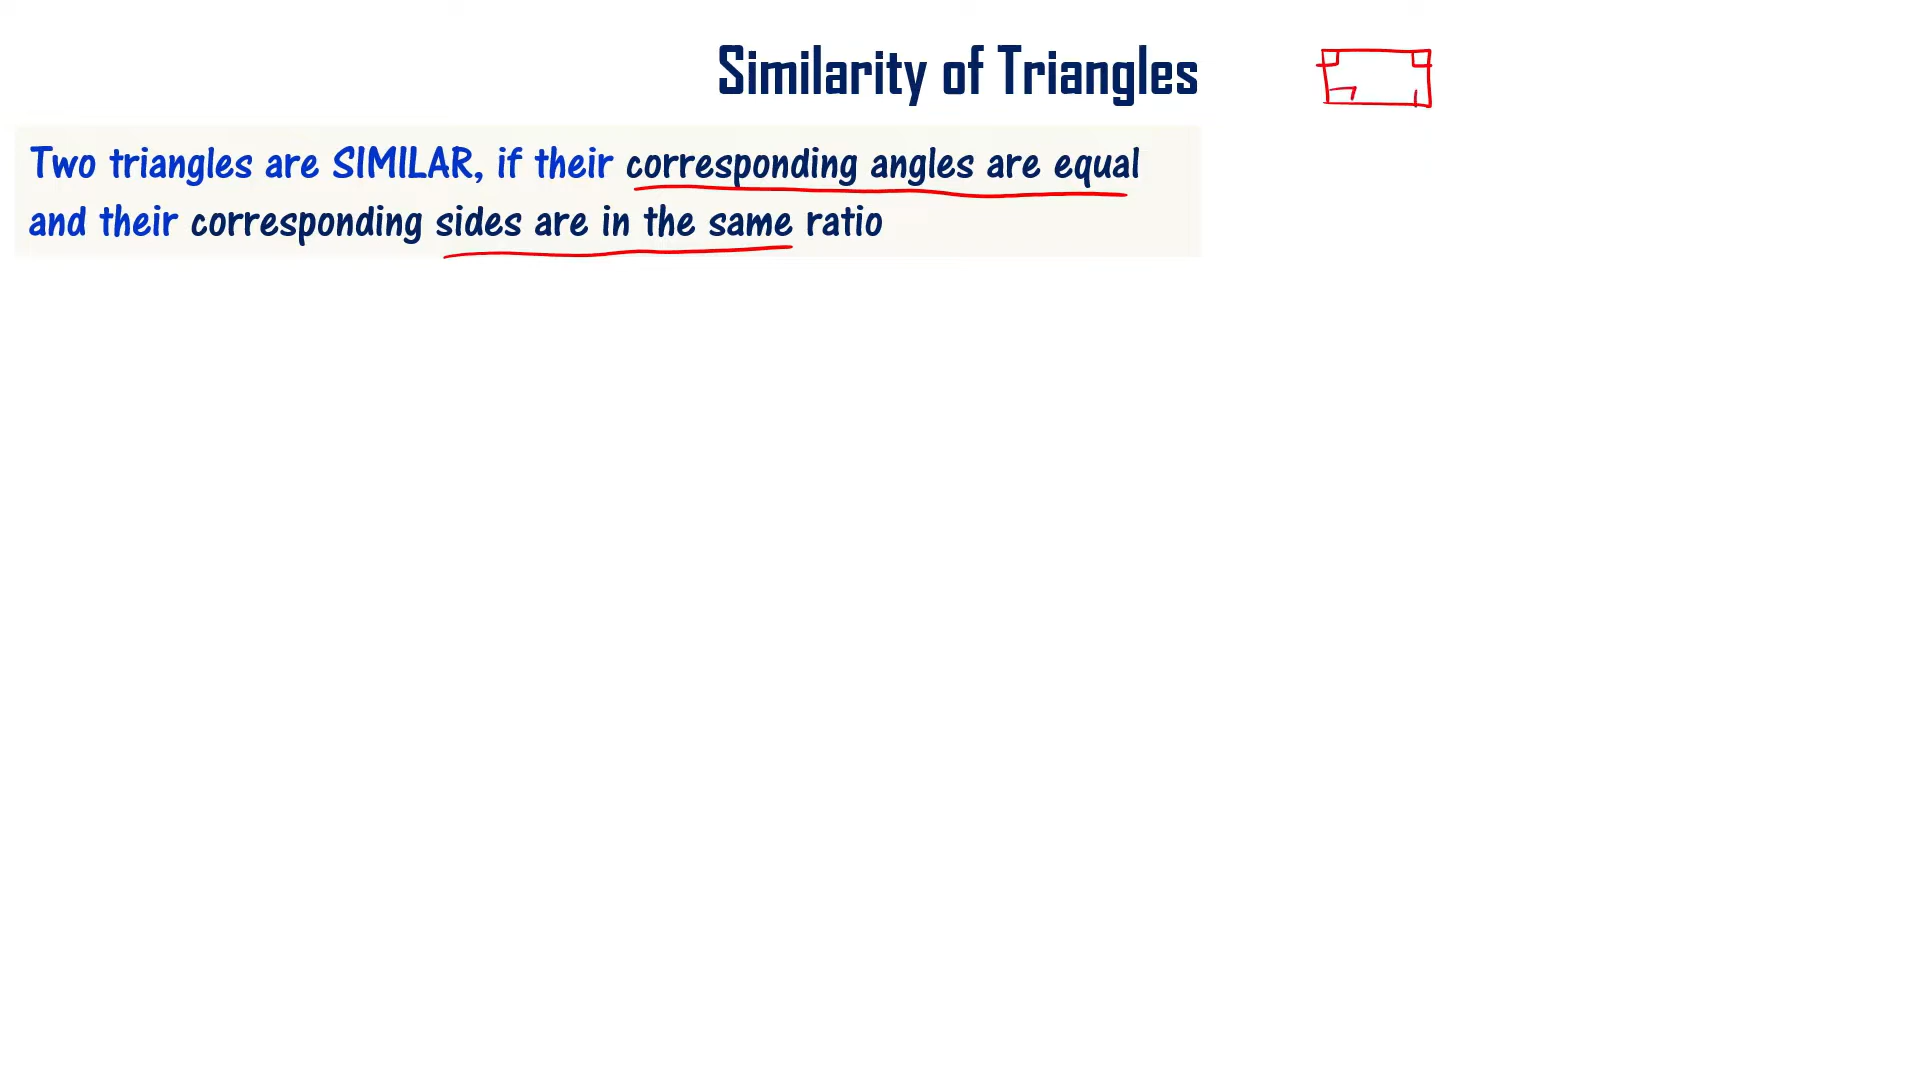 Similarity of Triangles
Two triangles are SIMILAR, if their corresponding angles are equal
and their corresponding sides are in the same ratio